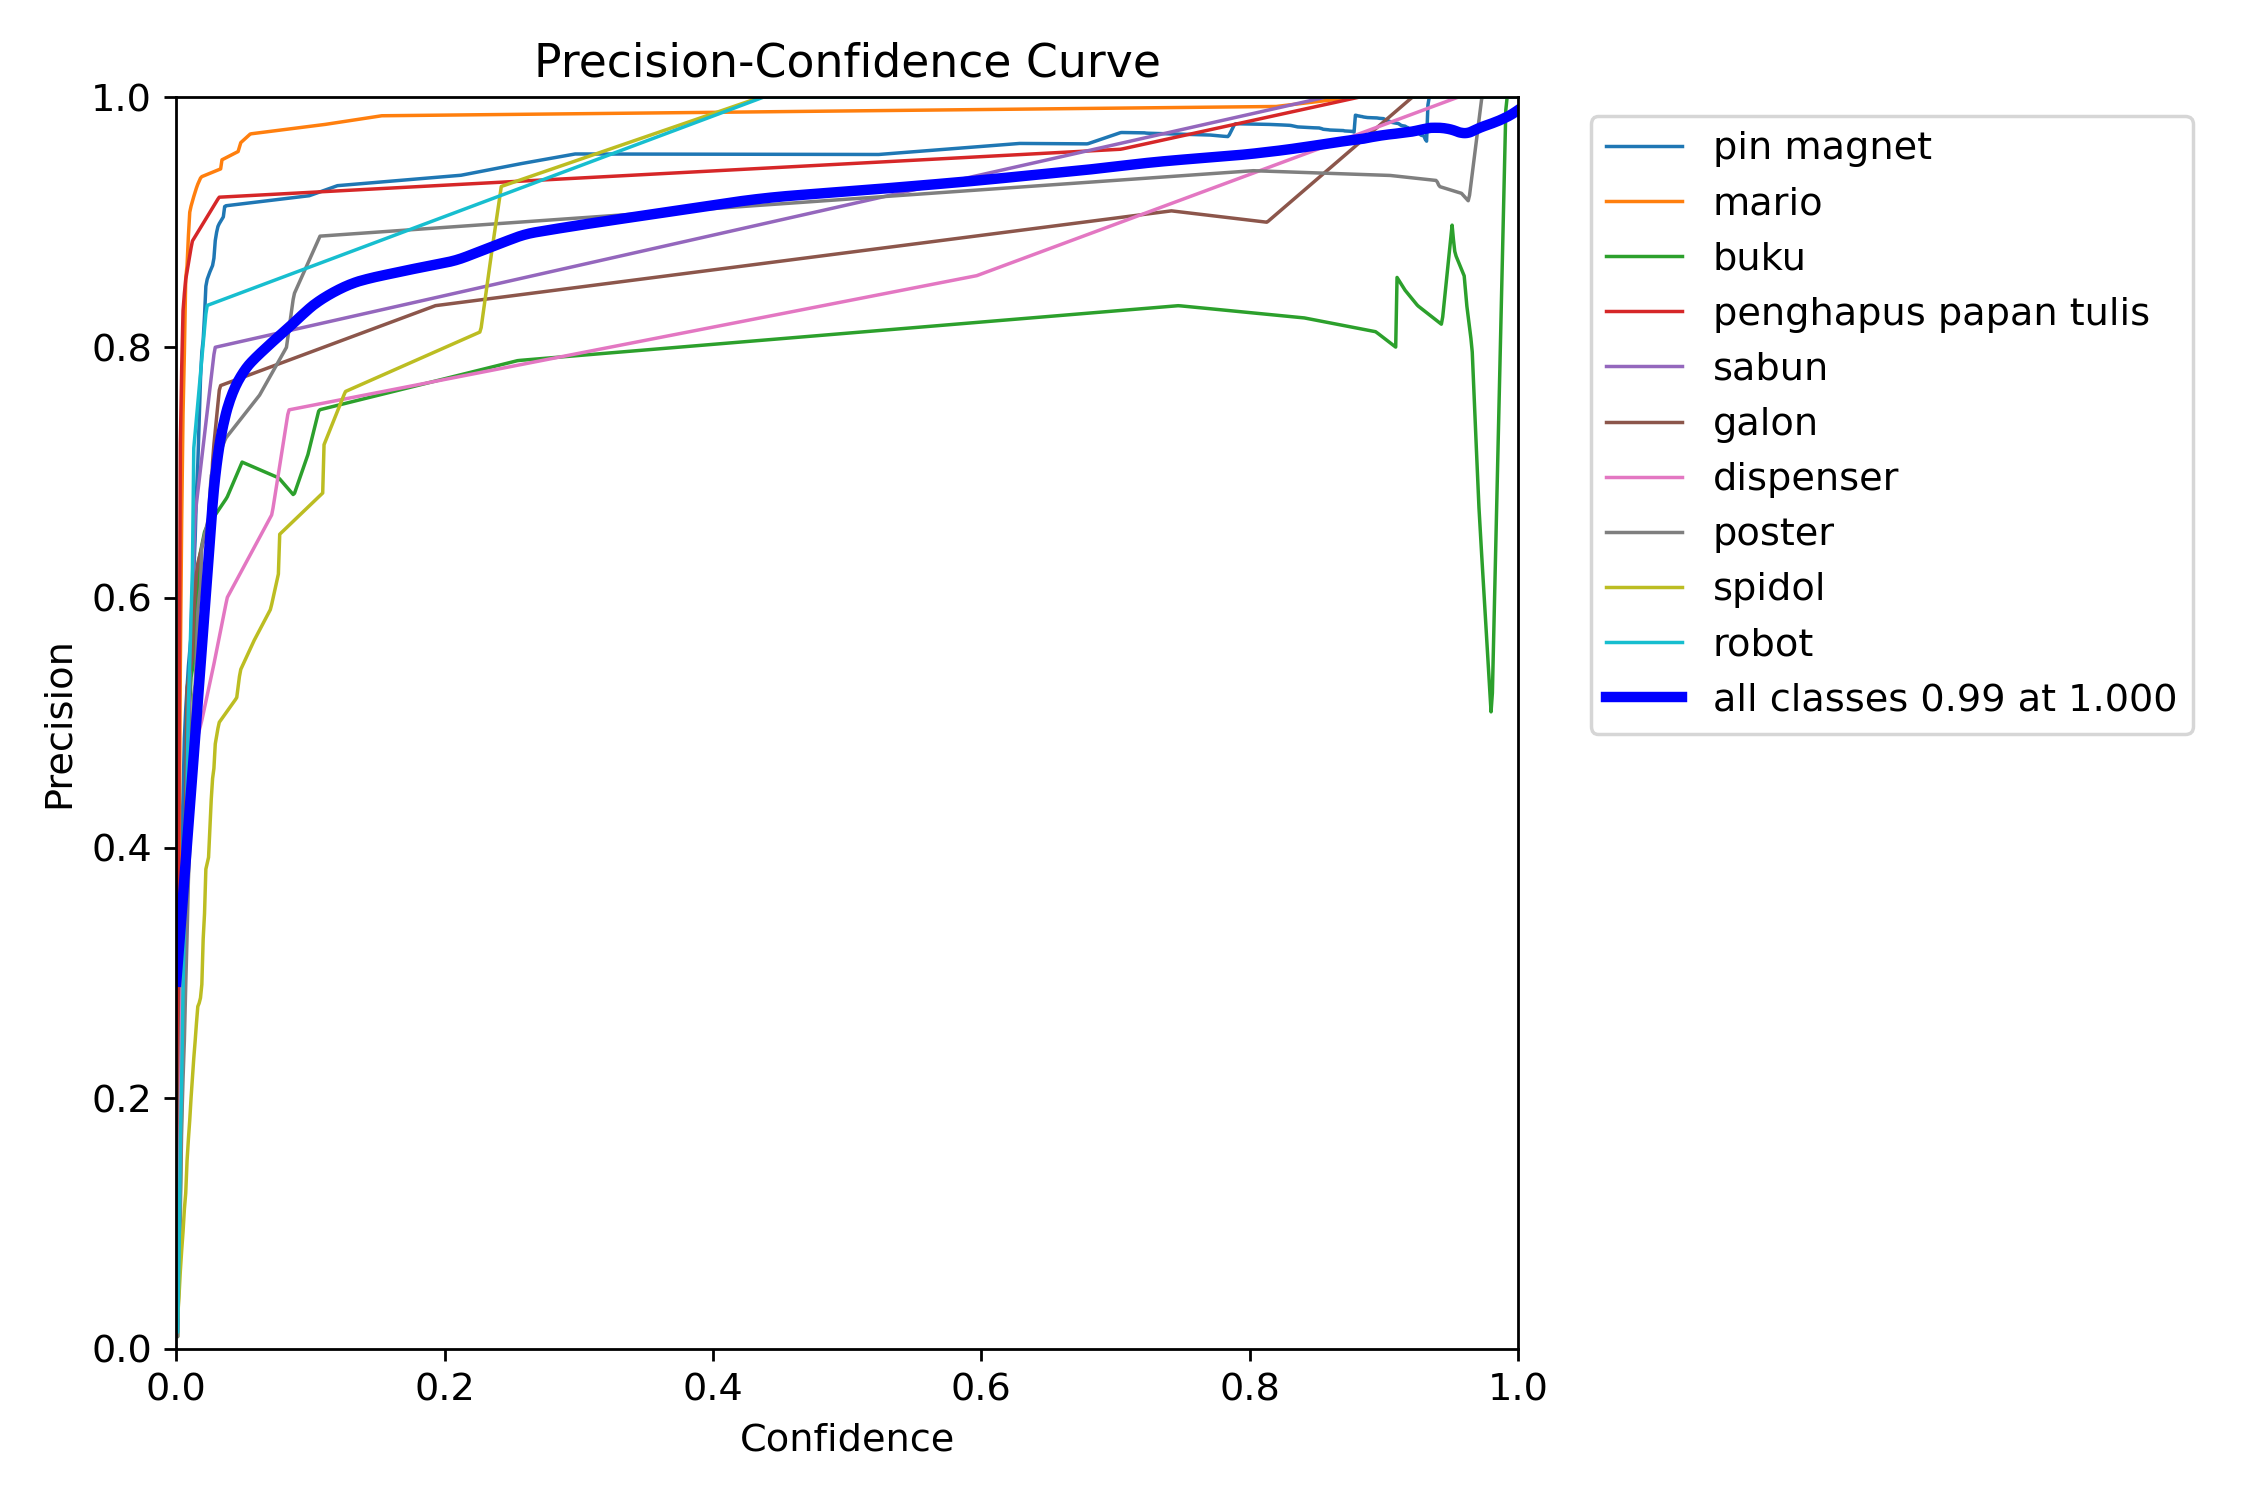 Precision-Confidence Curve
1.0
0.8
0.6
0.4
0.2
0.0
Precision
0.0 0.2 0.4 0.6 0.8 1.0
Confidence
pin magnet
mario
buku
penghapus papan tulis
sabun
galon
dispenser
poster
spidol
robot
all classes 0.99 at 1.000